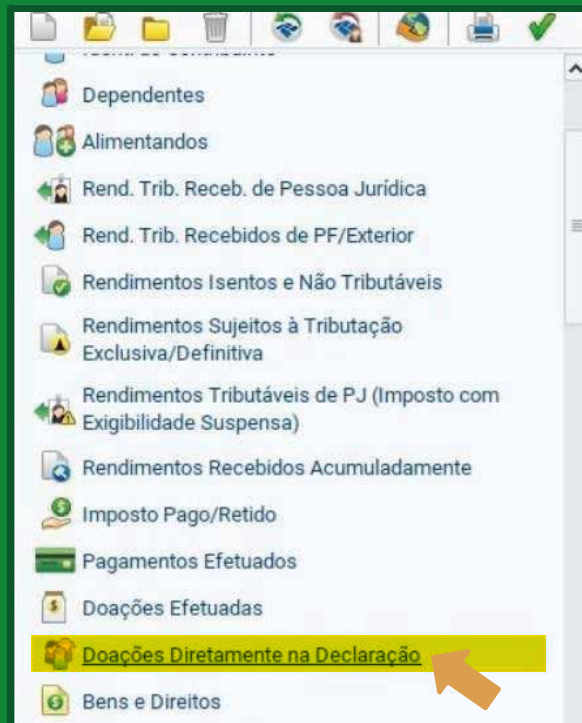 Dependentes
Alimentandos
Rend. Trib. Receb. de Pessoa Jurídica
Rend. Trib. Recebidos de PF/Exterior
Rendimentos Isentos e Não Tributáveis
Rendimentos Sujeitos à Tributação
Exclusiva/Definitiva
Rendimentos Tributáveis de PJ (Imposto com
Exigibilidade Suspensa)
Rendimentos Recebidos Acumuladamente
Imposto Pago/Retido
Pagamentos Efetuados
Doações Efetuadas
Doações Diretamente na Declaração
Bens e Direitos